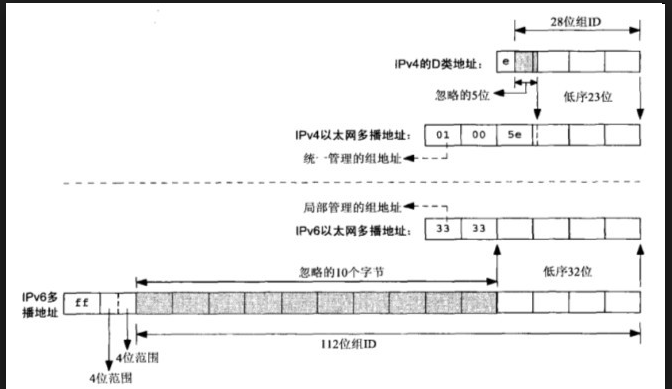 28位组ID
IPv4的D类地址: e
忽略的5位 低序23位
IPv4以太网多播地址: 01 00 5e
统一管理的组地址
局部管理的组地址
IPv6以太网多播地址: 33 33
忽略的10个字节 低序32位
IPv6多
播地址 ff
112位组ID
4位范围
4位范围